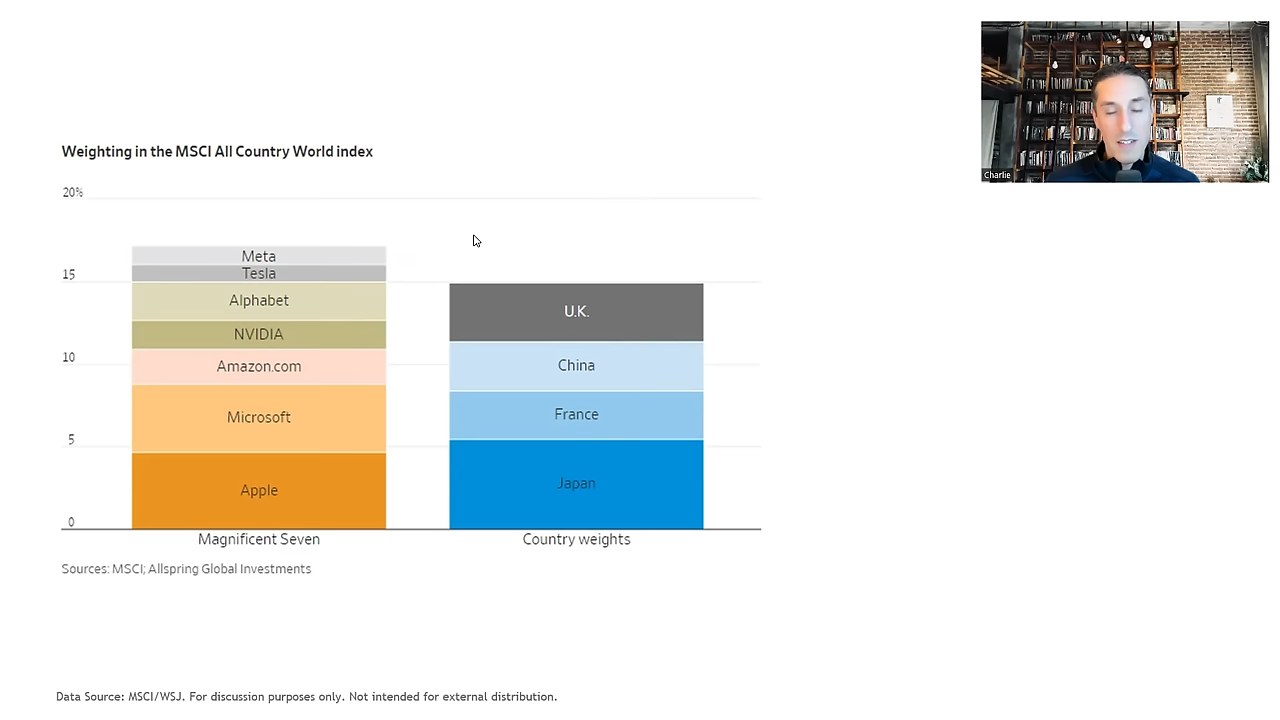 Charlie
Weighting in the MSCI All Country World index
20%
15
10
5
0
Meta
Tesla
Alphabet
NVIDIA
Amazon.com
Microsoft
Apple
U.K.
China
France
Japan
Magnificent Seven
Country weights
Sources: MSCI; Allspring Global Investments
Data Source: MSCI/WSJ. For discussion purposes only. Not intended for external distribution.